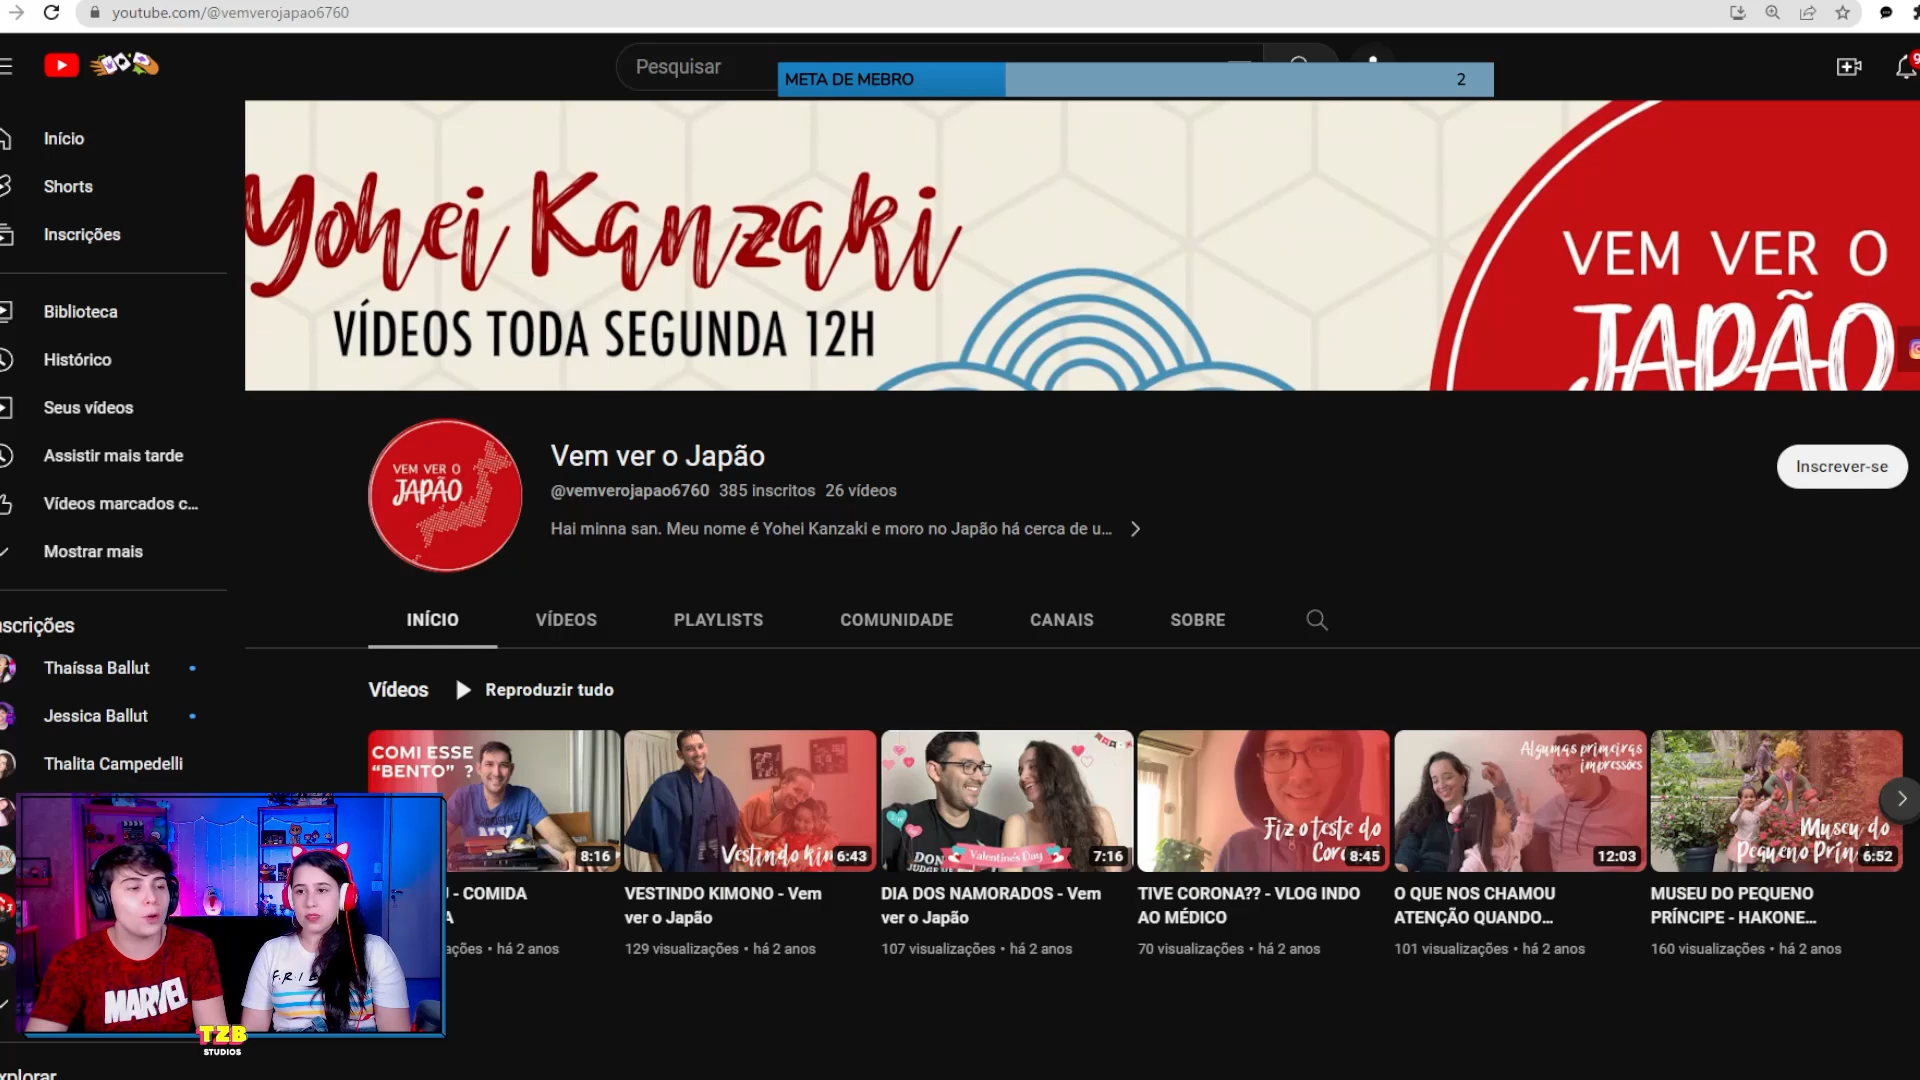 youtube.com/@vemverojapao6760
Pesquisar
META DE MEBRO
2
9
Início
Shorts
Inscrições
Biblioteca
Histórico
Seus vídeos
Assistir mais tarde
Vídeos marcados c...
Mostrar mais
nscrições
Thaíssa Ballut
Jessica Ballut
Thalita Campedelli
xplorar
Yohei Kanzaki
VÍDEOS TODA SEGUNDA 12H
VEM VER O
JAPÃO
VEM VER O
JAPÃO
Vem ver o Japão
@vemverojapao6760 385 inscritos 26 vídeos
Hai minna san. Meu nome é Yohei Kanzaki e moro no Japão há cerca de u...
Inscrever-se
INÍCIO
VÍDEOS
PLAYLISTS
COMUNIDADE
CANAIS
SOBRE
Vídeos
Reproduzir tudo
COMI ESSE
"BENTO" ?
8:16
- COMIDA
A
ações • há 2 anos
Vestindo kim
6:43
VESTINDO KIMONO - Vem
ver o Japão
129 visualizações • há 2 anos
DON
JUDGE
Valentine's Day
7:16
DIA DOS NAMORADOS - Vem
ver o Japão
107 visualizações • há 2 anos
Fiz o teste do
Coro
8:45
TIVE CORONA?? - VLOG INDO
AO MÉDICO
70 visualizações • há 2 anos
Algumas primeiras
impressões
12:03
O QUE NOS CHAMOU
ATENÇÃO QUANDO...
101 visualizações • há 2 anos
Museu do
Pequeno Prín
6:52
MUSEU DO PEQUENO
PRÍNCIPE - HAKONE...
160 visualizações • há 2 anos
MARVEL
F.R.I.E
TZB
STUDIOS